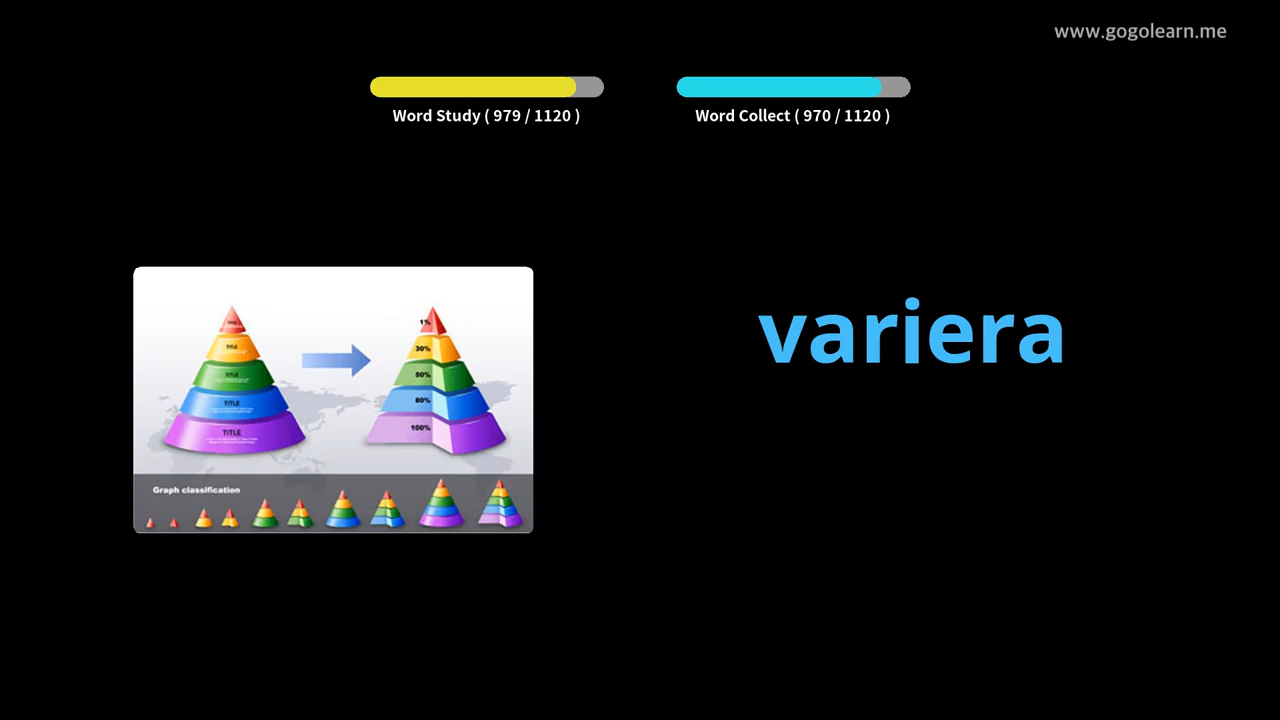 www.gogolearn.me
Word Study ( 979 / 1120 )
Word Collect ( 970 / 1120 )
variera
TITLE
TITLE
TITLE
TITLE
1%
30%
50%
80%
100%
Graph classification